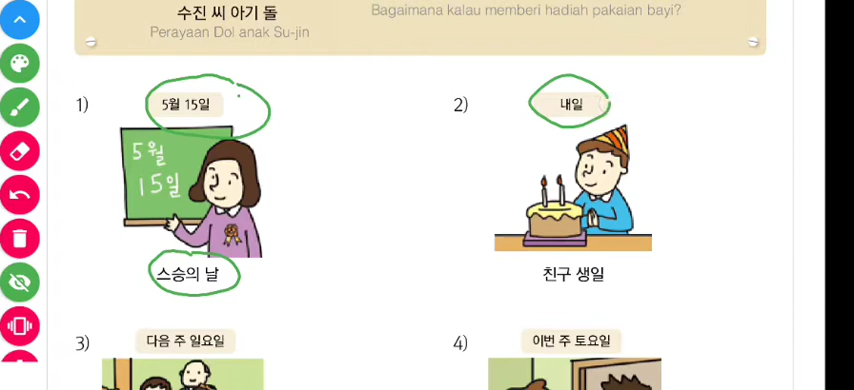 수진 씨 아기 돌
Perayaan Dol anak Su-jin
Bagaimana kalau memberi hadiah pakaian bayi?
1)
5월 15일
5월
15일
스승의 날
2)
내일
친구 생일
3)
다음 주 일요일
4)
이번 주 토요일